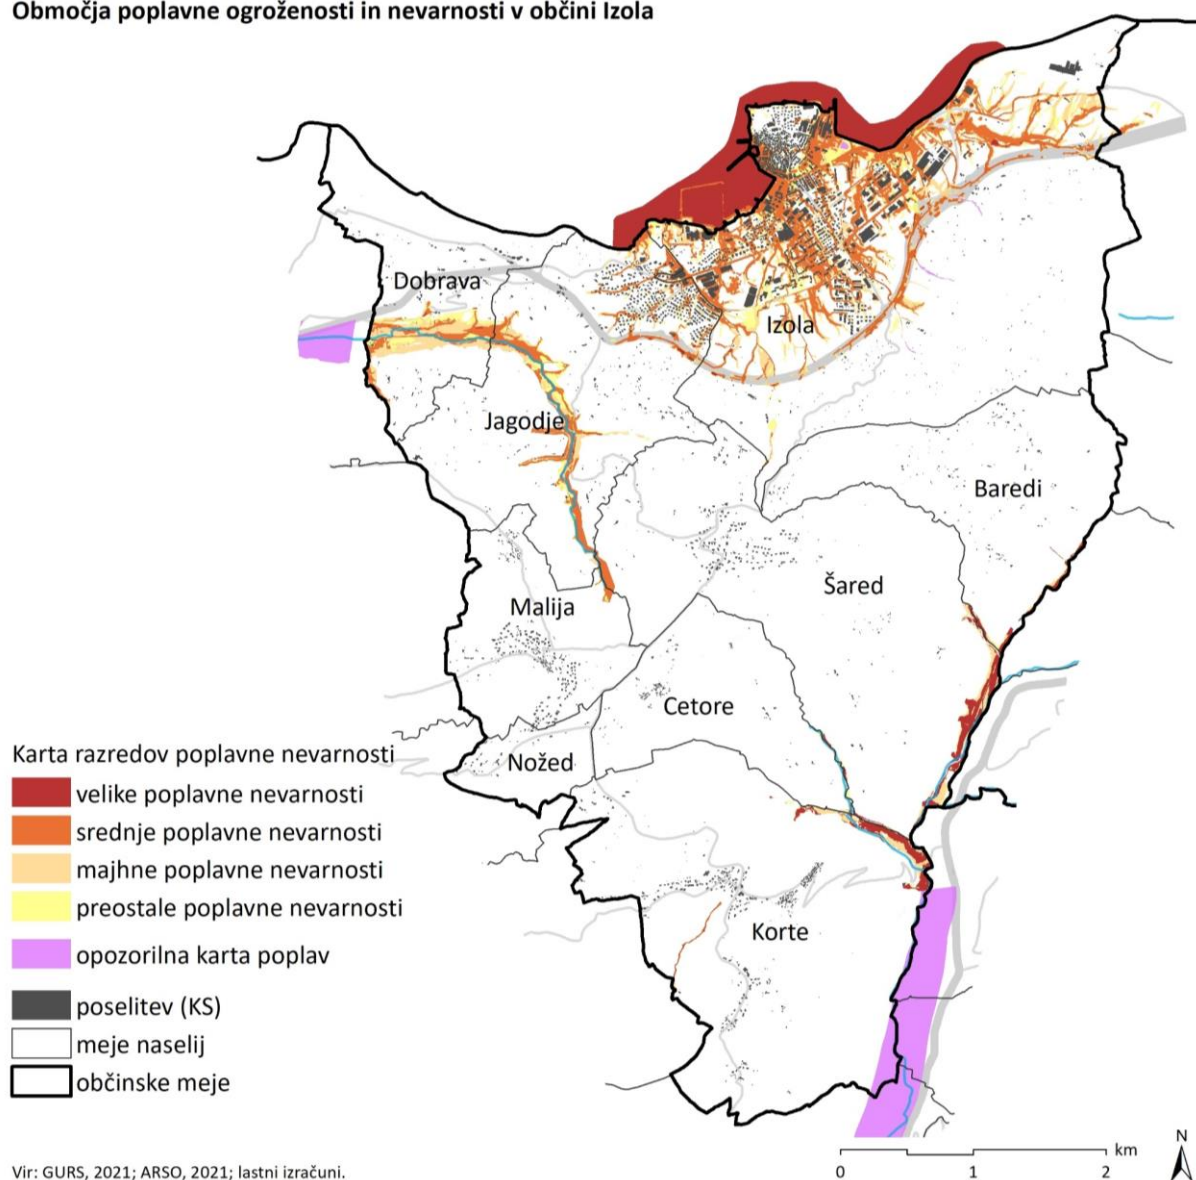 Območja poplavne ogroženosti in nevarnosti v občini Izola
Dobrava
Izola
Jagodje
Baredi
Šared
Malija
Cetore
Nožed
Korte
Karta razredov poplavne nevarnosti
velike poplavne nevarnosti
srednje poplavne nevarnosti
majhne poplavne nevarnosti
preostale poplavne nevarnosti
opozorilna karta poplav
poselitev (KS)
meje naselij
občinske meje
Vir: GURS, 2021; ARSO, 2021; lastni izračuni.
km
0 1 2
N